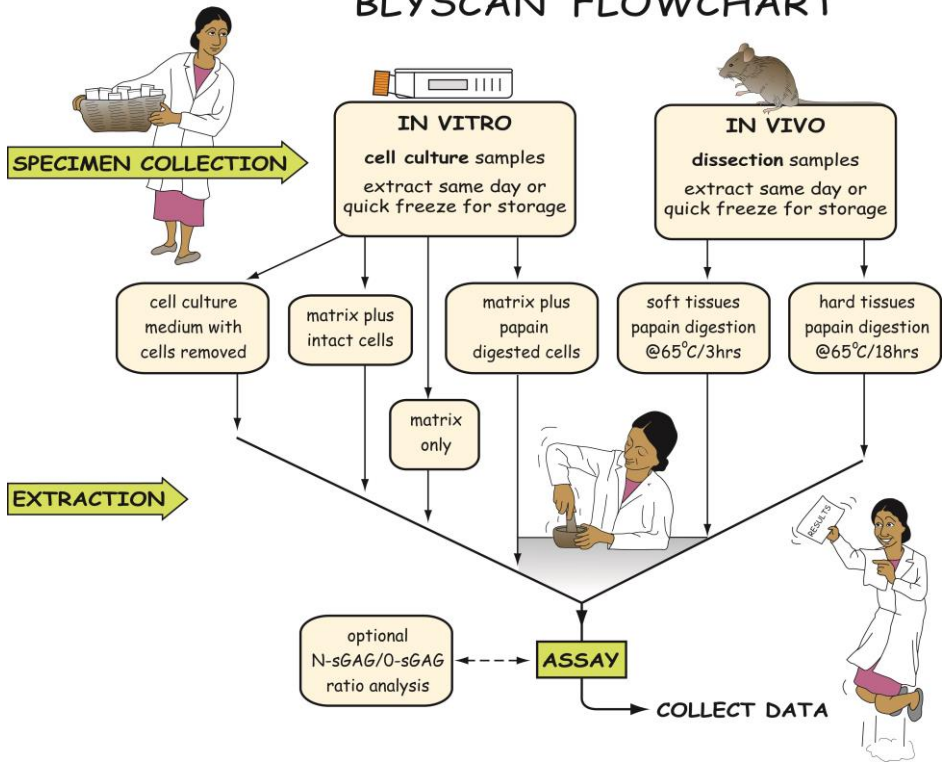 BLYSCAN FLOWCHART
SPECIMEN COLLECTION
IN VITRO
cell culture samples
extract same day or
quick freeze for storage
IN VIVO
dissection samples
extract same day or
quick freeze for storage
cell culture
medium with
cells removed
matrix plus
intact cells
matrix plus
papain
digested cells
soft tissues
papain digestion
@65°C/3hrs
hard tissues
papain digestion
@65°C/18hrs
matrix
only
EXTRACTION
RESULTS
optional
N-sGAG/0-sGAG
ratio analysis
ASSAY
COLLECT DATA